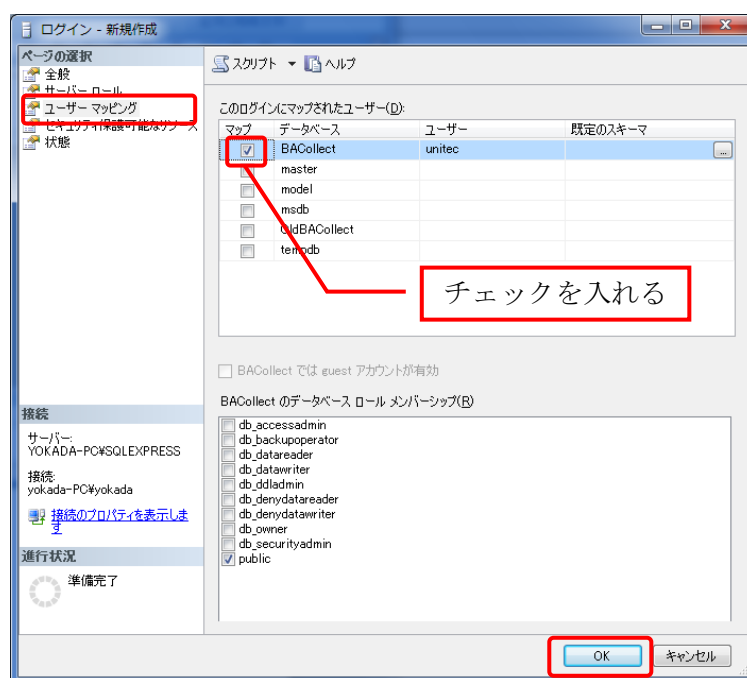 ログイン - 新規作成
ページの選択
全般
サーバー ロール
ユーザー マッピング
セキュリティ保護可能なリソース
状態
スクリプト ヘルプ
このログインにマップされたユーザー(D):
マップ データベース ユーザー 既定のスキーマ
BACollect unitec ...
master
model
msdb
OldBACollect
tempdb
チェックを入れる
BACollect では guest アカウントが有効
BACollect のデータベース ロール メンバーシップ(R)
db_accessadmin
db_backupoperator
db_datareader
db_datawriter
db_ddladmin
db_denydatareader
db_denydatawriter
db_owner
db_securityadmin
public
接続
サーバー:
YOKADA-PC¥SQLEXPRESS
接続:
yokada-PC¥yokada
接続のプロパティを表示しま
す
進行状況
準備完了
OK キャンセル